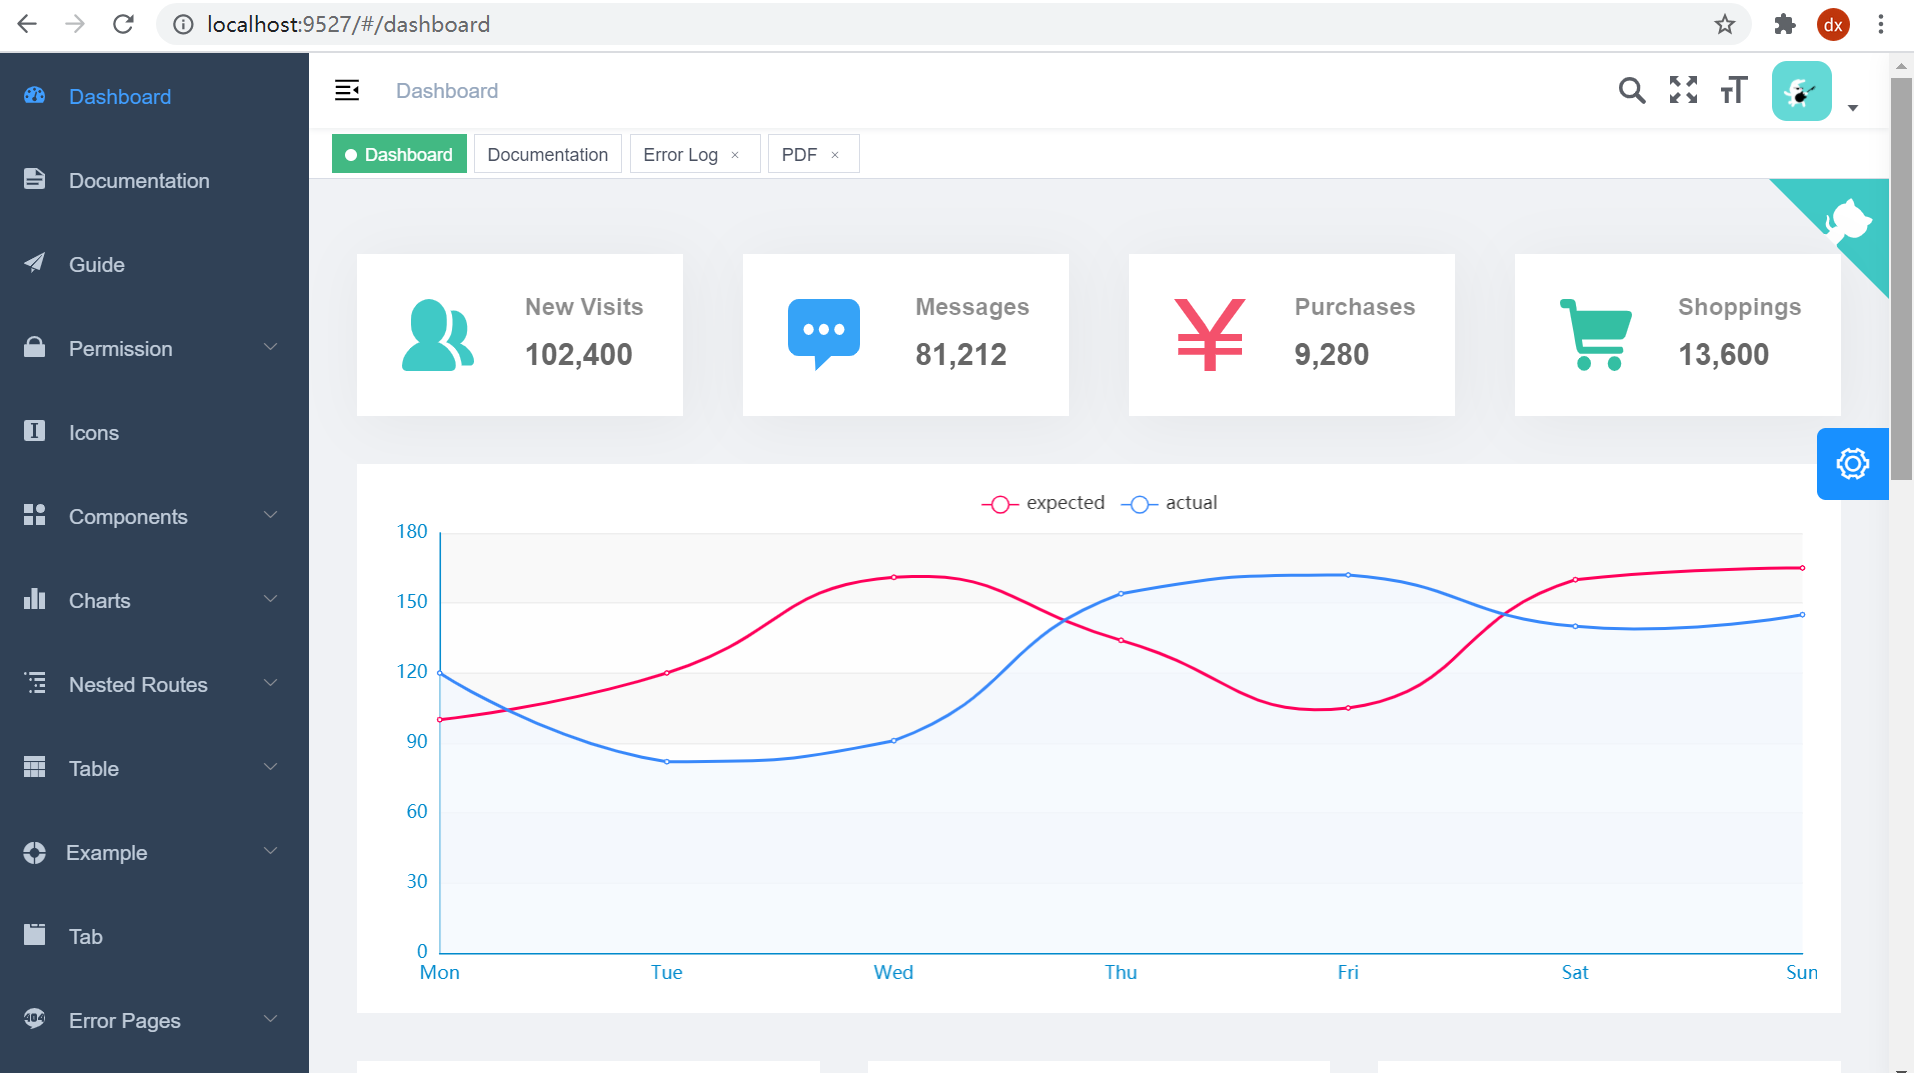 localhost:9527/#/dashboard
dx
Dashboard
Documentation
Guide
Permission
Icons
Components
Charts
Nested Routes
Table
Example
Tab
404
Error Pages
Dashboard
Dashboard
Documentation
Error Log ×
PDF ×
New Visits
102,400
Messages
81,212
¥
Purchases
9,280
Shoppings
13,600
expected
actual
180
150
120
90
60
30
0
Mon
Tue
Wed
Thu
Fri
Sat
Sun